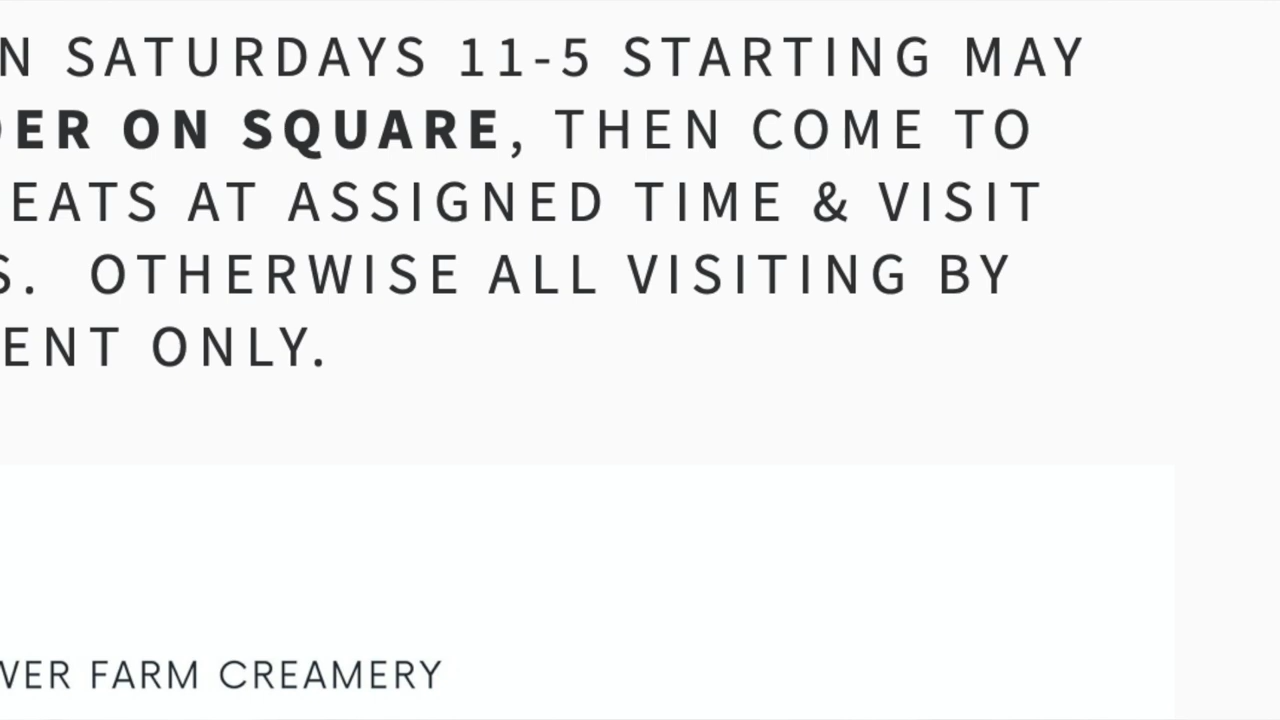 N SATURDAYS 11-5 STARTING MAY
DER ON SQUARE, THEN COME TO
EATS AT ASSIGNED TIME & VISIT
S. OTHERWISE ALL VISITING BY
ENT ONLY.
WER FARM CREAMERY